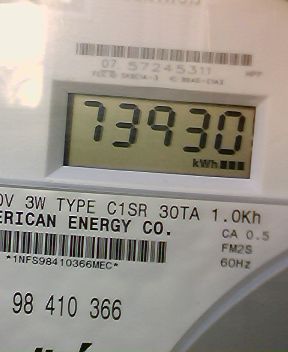 07 57245311
73930
kWh
0V 3W TYPE C1SR 30TA 1.0Kh
ERICAN ENERGY CO.
CA 0.5
FM2S
60Hz
*1NFS98410366MEC*
98 410 366